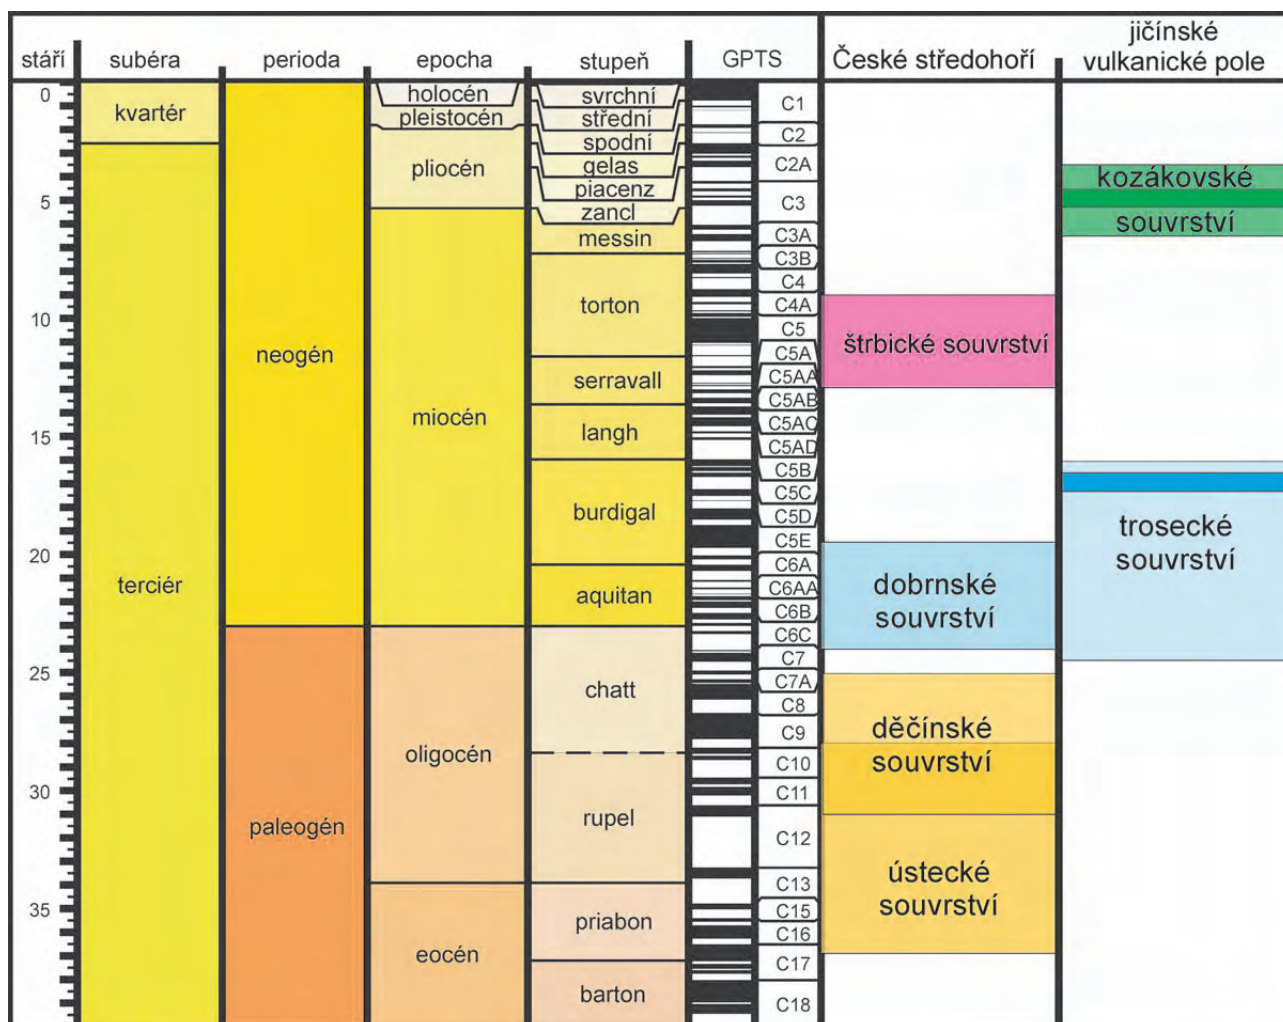 stáří
subéra
perioda
epocha
stupeň
GPTS
České středohoří
jičínské
vulkanické pole
0
5
10
15
20
25
30
35
kvartér
terciér
neogén
paleogén
holocén
pleistocén
pliocén
miocén
oligocén
eocén
svrchní
střední
spodní
gelas
piacenz
zancl
messin
torton
serravall
langh
burdigal
aquitan
chatt
rupel
priabon
barton
C1
C2
C2A
C3
C3A
C3B
C4
C4A
C5
C5A
C5AA
C5AB
C5AC
C5AD
C5B
C5C
C5D
C5E
C6A
C6AA
C6B
C6C
C7
C7A
C8
C9
C10
C11
C12
C13
C15
C16
C17
C18
štrbické souvrství
dobrnské
souvrství
děčínské
souvrství
ústecké
souvrství
kozákovské
souvrství
trosecké
souvrství